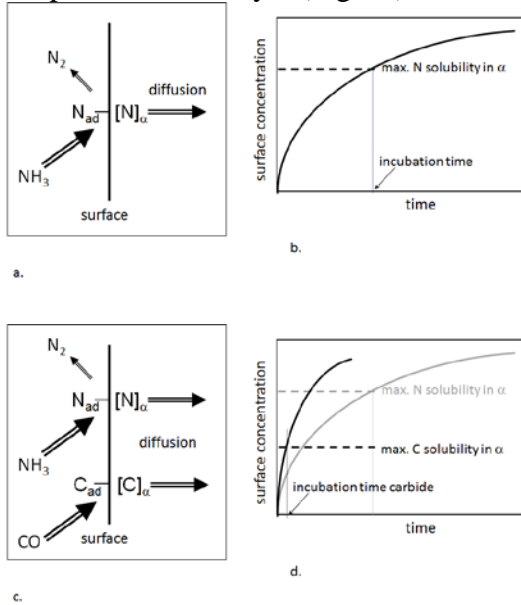 N2
diffusion
Nad [N]α
NH3
surface
a.
surface concentration
max. N solubility in α
incubation time
time
b.
N2
Nad [N]α
diffusion
NH3
Cad [C]α
CO
surface
c.
surface concentration
max. N solubility in α
max. C solubility in α
incubation time carbide
time
d.